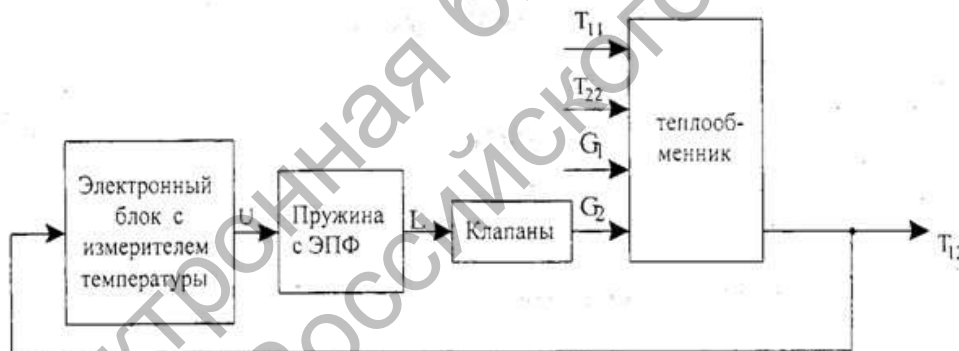 T11
T22
G1
G2
теплооб-
менник
Электронный
блок с
измерителем
температуры
U
Пружина
с ЭПФ
L
Клапаны
T12